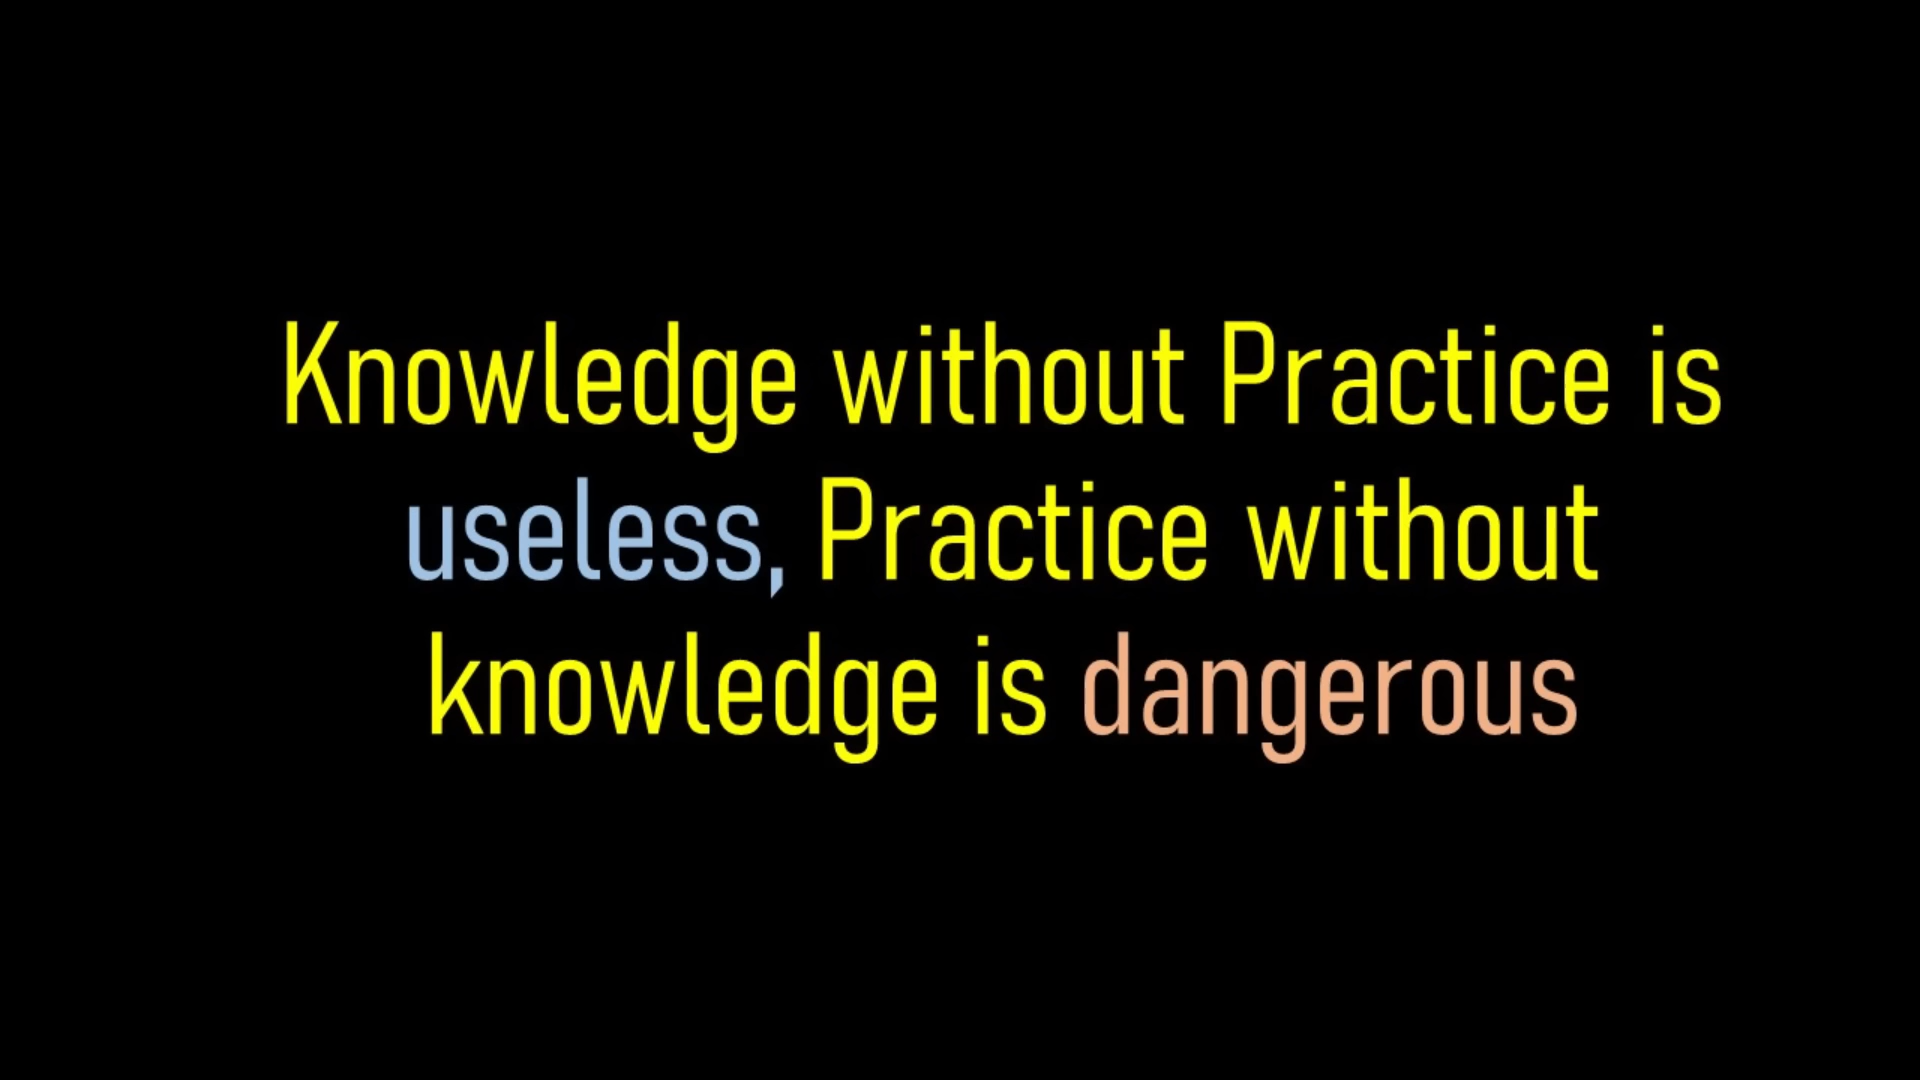 Knowledge without Practice is
useless, Practice without
knowledge is dangerous